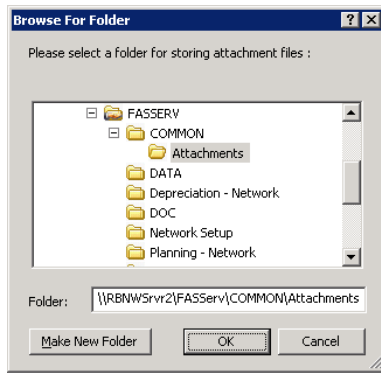 Browse For Folder
Please select a folder for storing attachment files :
FASSERV
COMMON
Attachments
DATA
Depreciation - Network
DOC
Network Setup
Planning - Network
Folder: \\RBNWSrvr2\FASServ\COMMON\Attachments
Make New Folder OK Cancel